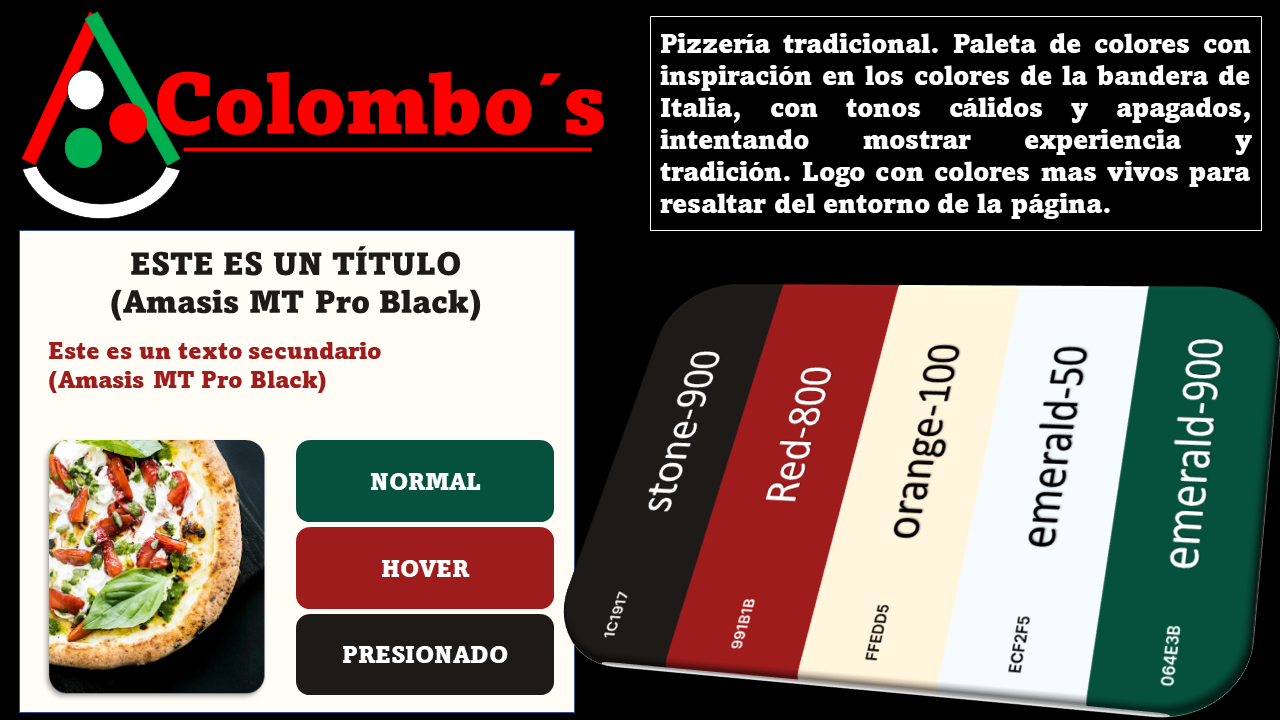 Colombo´s
Pizzería tradicional. Paleta de colores con
inspiración en los colores de la bandera de
Italia, con tonos cálidos y apagados,
intentando mostrar experiencia y
tradición. Logo con colores mas vivos para
resaltar del entorno de la página.
ESTE ES UN TÍTULO
(Amasis MT Pro Black)
Este es un texto secundario
(Amasis MT Pro Black)
NORMAL
HOVER
PRESIONADO
stone-900
1C1917
Red-800
991B1B
orange-100
FFEDD5
emerald-50
ECF2F5
emerald-900
064E3B